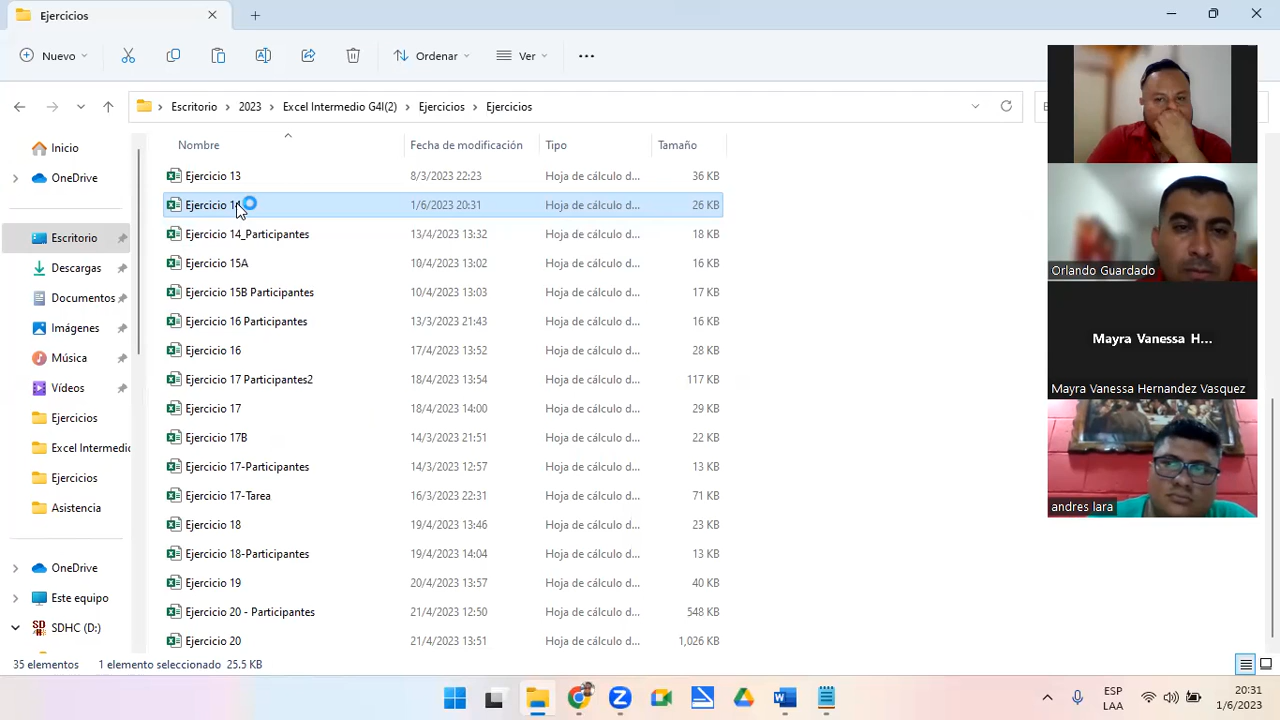 Ejercicios
Nuevo
Ordenar
Ver
Escritorio > 2023 > Excel Intermedio G4I(2) > Ejercicios > Ejercicios
Nombre Fecha de modificación Tipo Tamaño
Inicio
OneDrive
Escritorio
Descargas
Documentos
Imágenes
Música
Vídeos
Ejercicios
Excel Intermedio
Ejercicios
Asistencia
OneDrive
Este equipo
SDHC (D:)
Ejercicio 13 8/3/2023 22:23 Hoja de cálculo d... 36 KB
Ejercicio 1/6/2023 20:31 Hoja de cálculo d... 26 KB
Ejercicio 14_Participantes 13/4/2023 13:32 Hoja de cálculo d... 18 KB
Ejercicio 15A 10/4/2023 13:02 Hoja de cálculo d... 16 KB
Ejercicio 15B Participantes 10/4/2023 13:03 Hoja de cálculo d... 17 KB
Ejercicio 16 Participantes 13/3/2023 21:43 Hoja de cálculo d... 16 KB
Ejercicio 16 17/4/2023 13:52 Hoja de cálculo d... 28 KB
Ejercicio 17 Participantes2 18/4/2023 13:54 Hoja de cálculo d... 117 KB
Ejercicio 17 18/4/2023 14:00 Hoja de cálculo d... 29 KB
Ejercicio 17B 14/3/2023 21:51 Hoja de cálculo d... 22 KB
Ejercicio 17-Participantes 14/3/2023 12:57 Hoja de cálculo d... 13 KB
Ejercicio 17-Tarea 16/3/2023 22:31 Hoja de cálculo d... 71 KB
Ejercicio 18 19/4/2023 13:46 Hoja de cálculo d... 23 KB
Ejercicio 18-Participantes 19/4/2023 14:04 Hoja de cálculo d... 13 KB
Ejercicio 19 20/4/2023 13:57 Hoja de cálculo d... 40 KB
Ejercicio 20 - Participantes 21/4/2023 12:50 Hoja de cálculo d... 548 KB
Ejercicio 20 21/4/2023 13:51 Hoja de cálculo d... 1,026 KB
Orlando Guardado
Mayra Vanessa H...
Mayra Vanessa Hernandez Vasquez
andres lara
35 elementos 1 elemento seleccionado 25.5 KB
ESP
LAA
20:31
1/6/2023